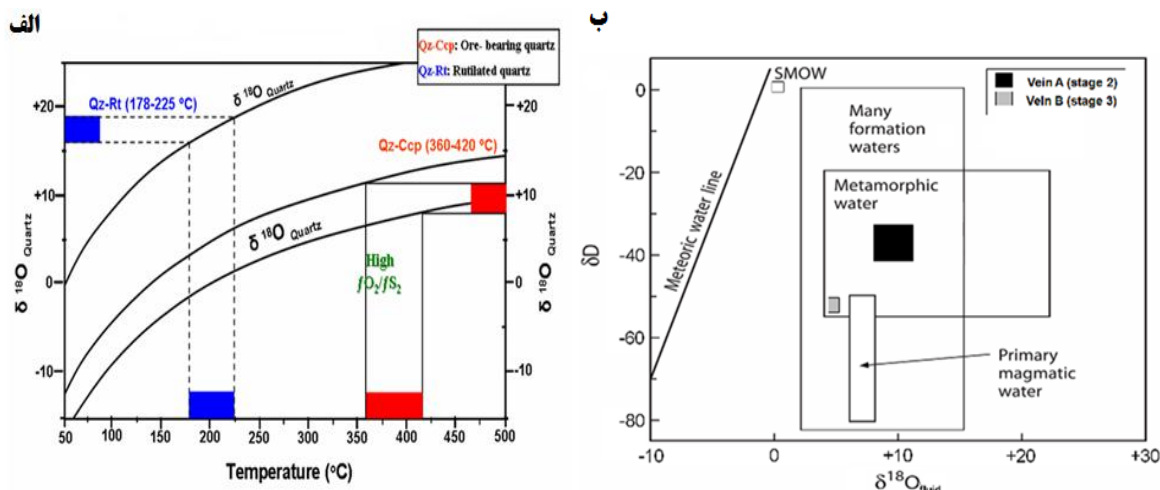 الف
Qz-Ccp: Ore- bearing quartz
Qz-Rt: Rutilated quartz
δ ¹⁸O Quartz
Qz-Rt (178-225 ºC)
Qz-Ccp (360-420 ºC)
δ ¹⁸O Quartz
High
fO₂/fS₂
+20
+10
0
-10
+20
+10
0
-10
δ ¹⁸O Quartz
δ ¹⁸O Quartz
50 100 150 200 250 300 350 400 450 500
Temperature (ºC)
ب
SMOW
Vein A (stage 2)
Vein B (stage 3)
Many
formation
waters
Metamorphic
water
Meteoric water line
Primary
magmatic
water
δD
0
-20
-40
-60
-80
-10 0 +10 +20 +30
δ¹⁸Ofluid